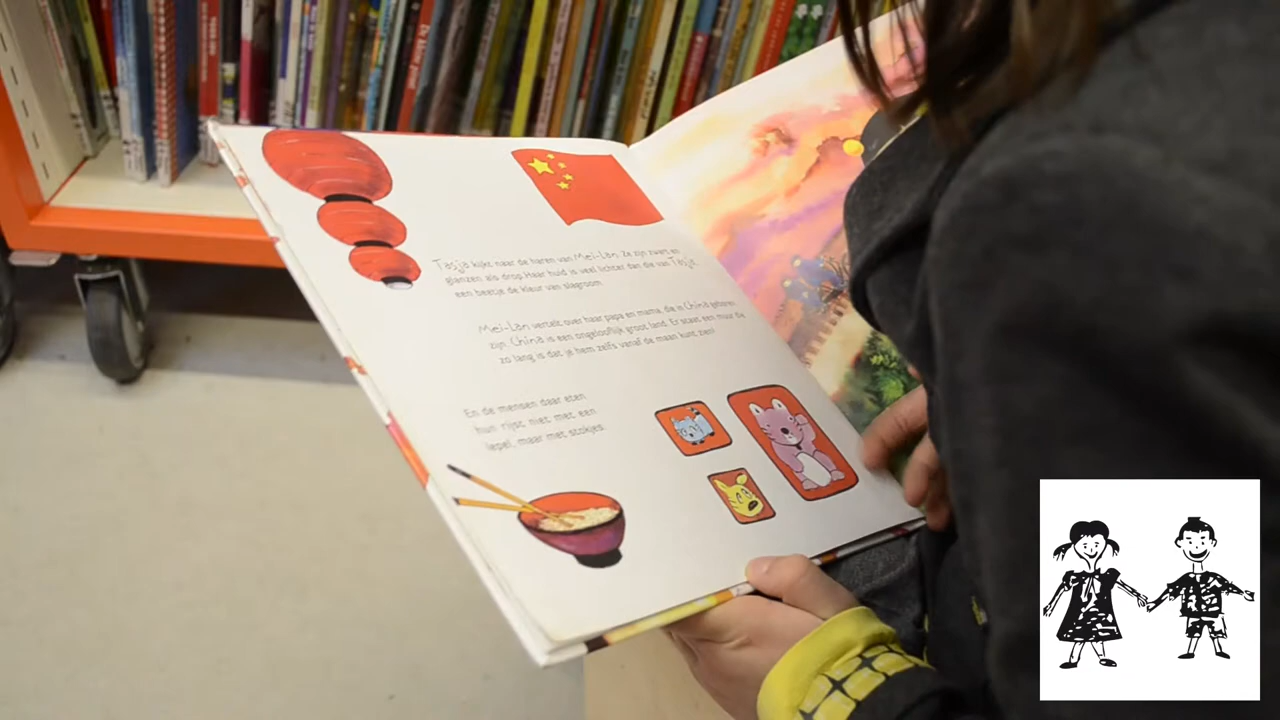 Tasja kijkt naar de haren van Mei-Lan. Ze zijn zwart en
glanzen als drop. Haar huid is veel lichter dan die van Tasja,
een beetje de kleur van slagroom.
Mei-Lan vertelt over haar papa en mama, die in China geboren
zijn. China is een ongelooflijk groot land. Er staat een muur die
zo lang is dat je hem zelfs vanaf de maan kunt zien!
En de mensen daar eten
hun rijst niet met een
lepel, maar met stokjes.